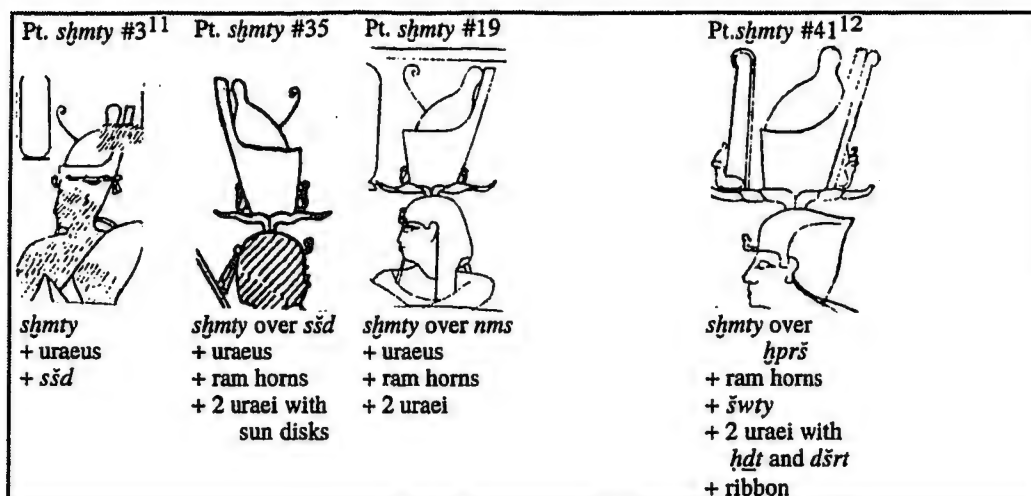 Pt. sḫmty #3¹¹
sḫmty
+ uraeus
+ sšd
Pt. sḫmty #35
sḫmty over sšd
+ uraeus
+ ram horns
+ 2 uraei with
sun disks
Pt. sḫmty #19
sḫmty over nms
+ uraeus
+ ram horns
+ 2 uraei
Pt.sḫmty #41¹²
sḫmty over
ḫprš
+ ram horns
+ šwty
+ 2 uraei with
ḥḏt and dšrt
+ ribbon